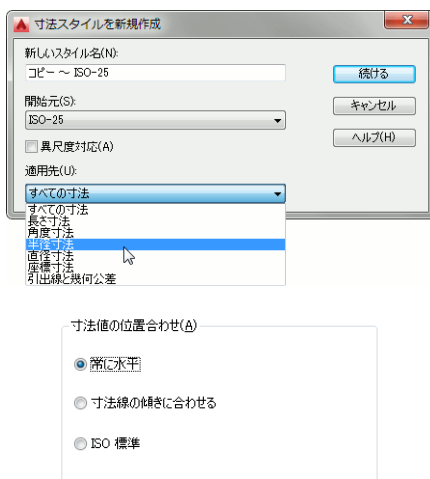 寸法スタイルを新規作成
新しいスタイル名(N):
コピー ～ ISO-25
続ける
開始元(S):
キャンセル
ISO-25
ヘルプ(H)
異尺度対応(A)
適用先(U):
すべての寸法
すべての寸法
長さ寸法
角度寸法
半径寸法
直径寸法
座標寸法
引出線と幾何公差
寸法値の位置合わせ(A)
常に水平
寸法線の傾きに合わせる
ISO 標準